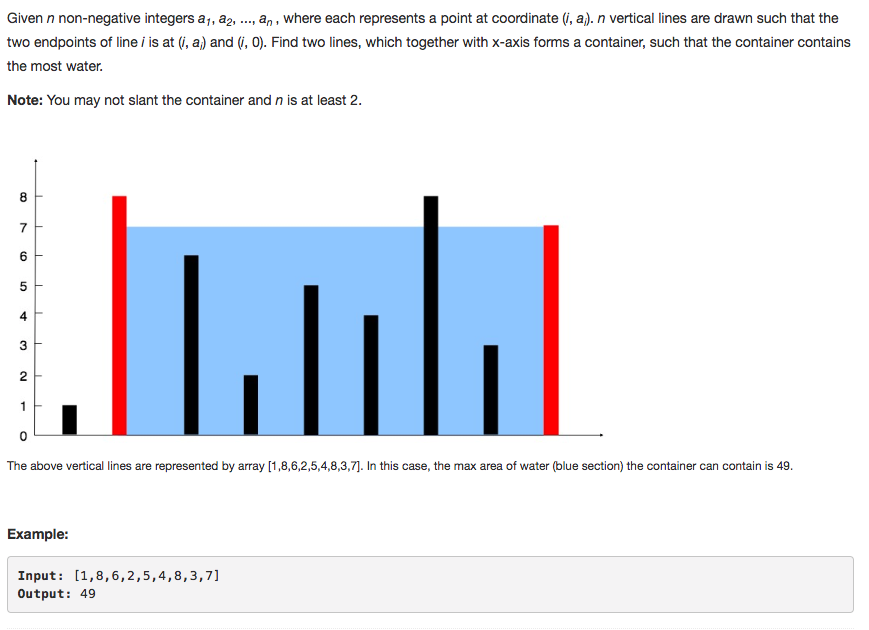 Given n non-negative integers a1, a2, ..., an , where each represents a point at coordinate (i, ai). n vertical lines are drawn such that the
two endpoints of line i is at (i, ai) and (i, 0). Find two lines, which together with x-axis forms a container, such that the container contains
the most water.
Note: You may not slant the container and n is at least 2.
8
7
6
5
4
3
2
1
0
The above vertical lines are represented by array [1,8,6,2,5,4,8,3,7]. In this case, the max area of water (blue section) the container can contain is 49.
Example:
Input: [1,8,6,2,5,4,8,3,7]
Output: 49